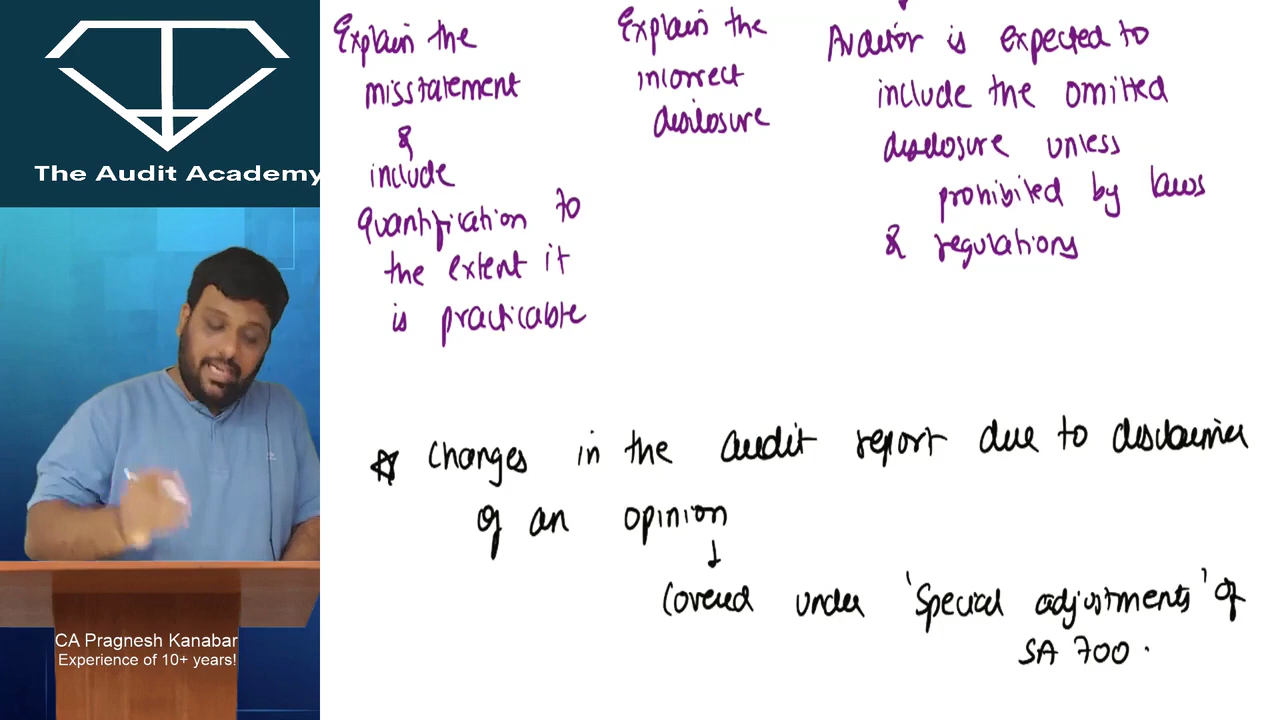 The Audit Academy
CA Pragnesh Kanabar
Experience of 10+ years!
Explain the
misstatement
&
include
quantification to
the extent it
is practicable
Explain the
incorrect
disclosure
Auditor is expected to
include the omitted
disclosure unless
prohibited by laws
& regulations
☆ Changes in the audit report due to disclaimer
of an opinion
↓
Covered under 'Special adjustments' of
SA 700.